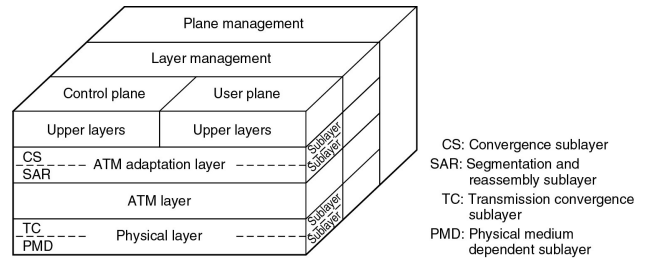 Plane management
Layer management
Control plane User plane
Upper layers Upper layers
Sublayer
Sublayer
CS
ATM adaptation layer
SAR
ATM layer
Sublayer
Sublayer
TC
Physical layer
PMD
CS: Convergence sublayer
SAR: Segmentation and
reassembly sublayer
TC: Transmission convergence
sublayer
PMD: Physical medium
dependent sublayer